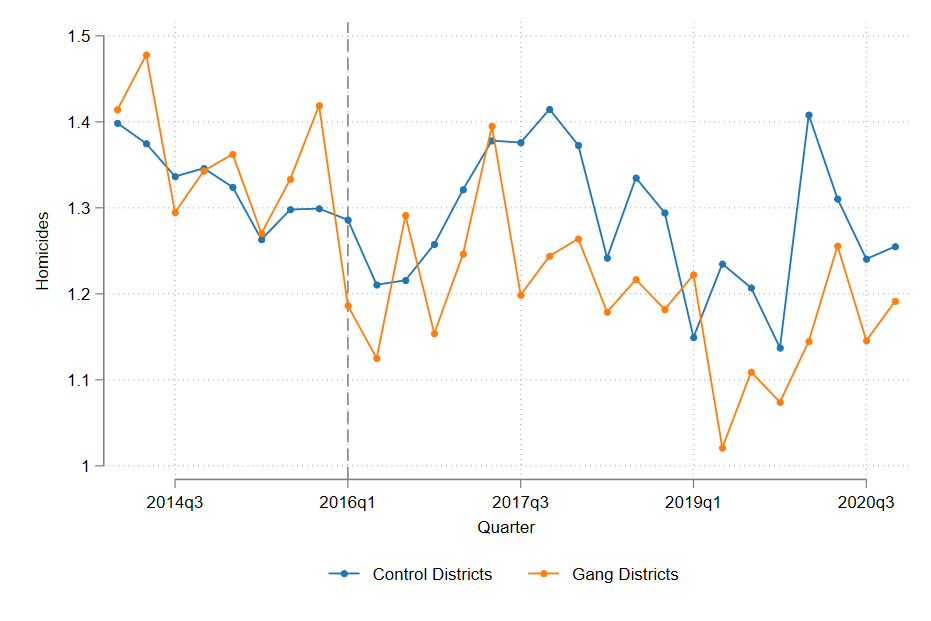 1.5
1.4
1.3
1.2
1.1
1
Homicides
2014q3 2016q1 2017q3 2019q1 2020q3
Quarter
Control Districts Gang Districts